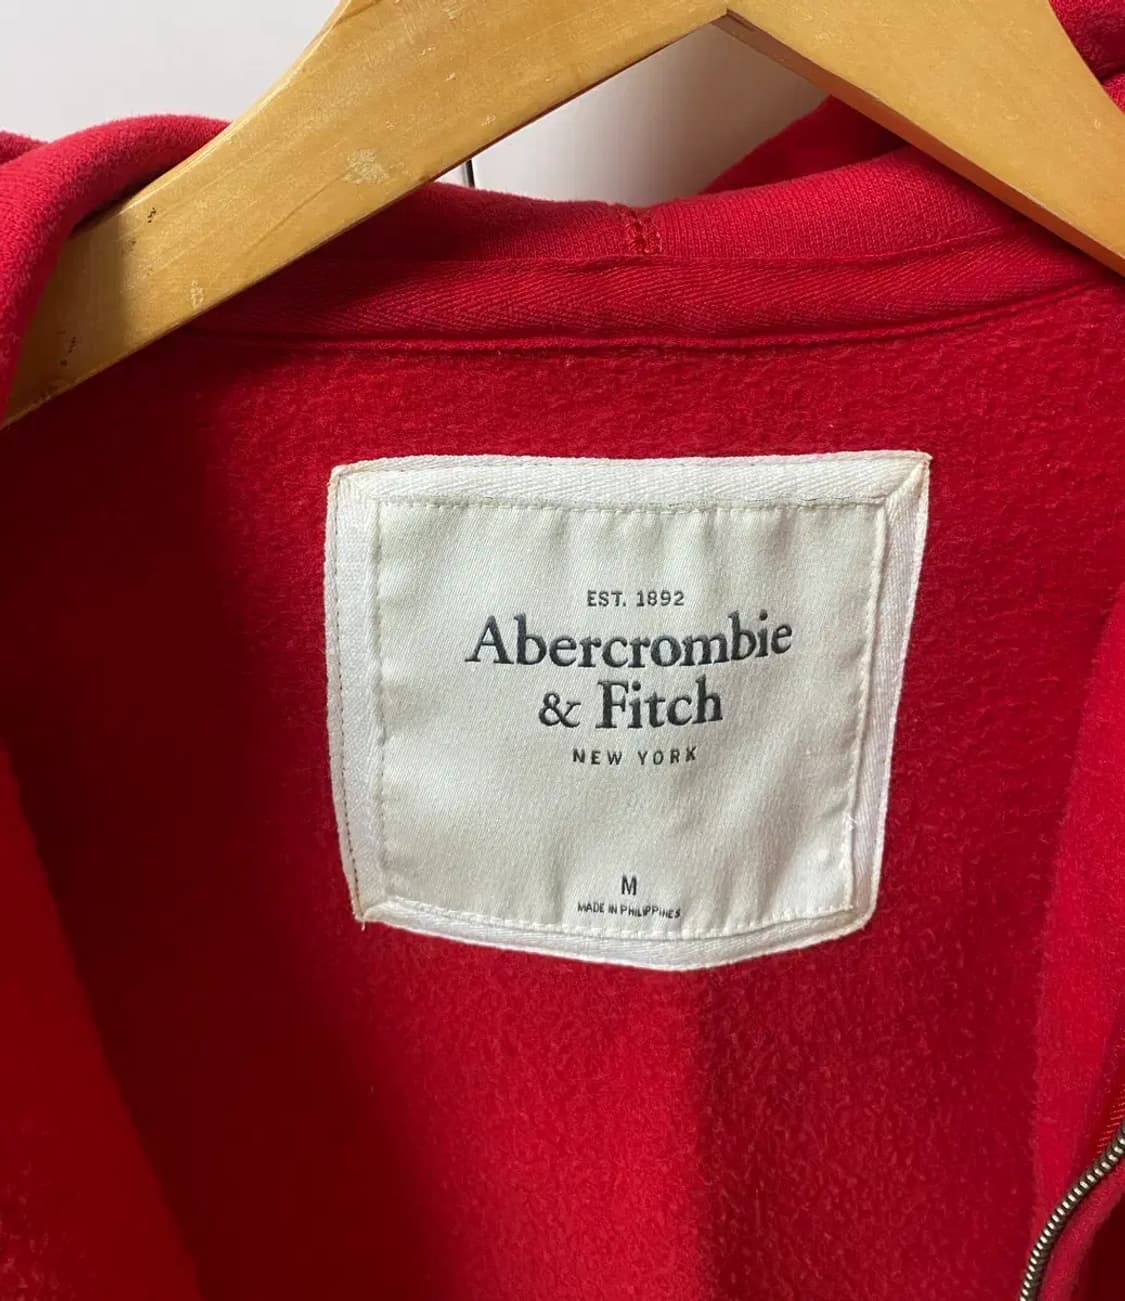 EST. 1892
Abercrombie
& Fitch
NEW YORK
M
MADE IN PHILIPPINES